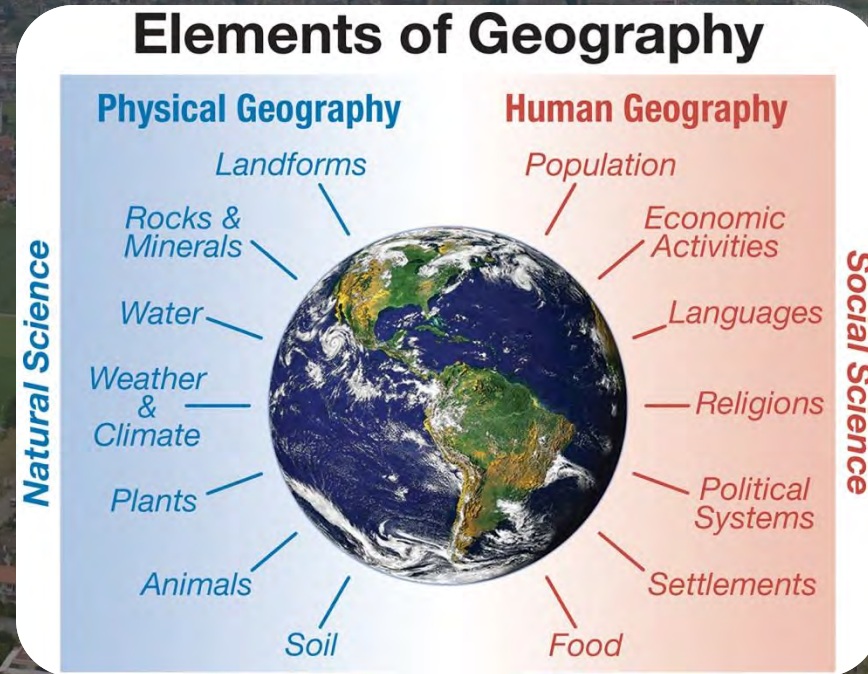 Elements of Geography
Physical Geography
Landforms
Rocks &
Minerals
Water
Weather
&
Climate
Plants
Animals
Soil
Natural Science
Human Geography
Population
Economic
Activities
Languages
Religions
Political
Systems
Settlements
Food
Social Science